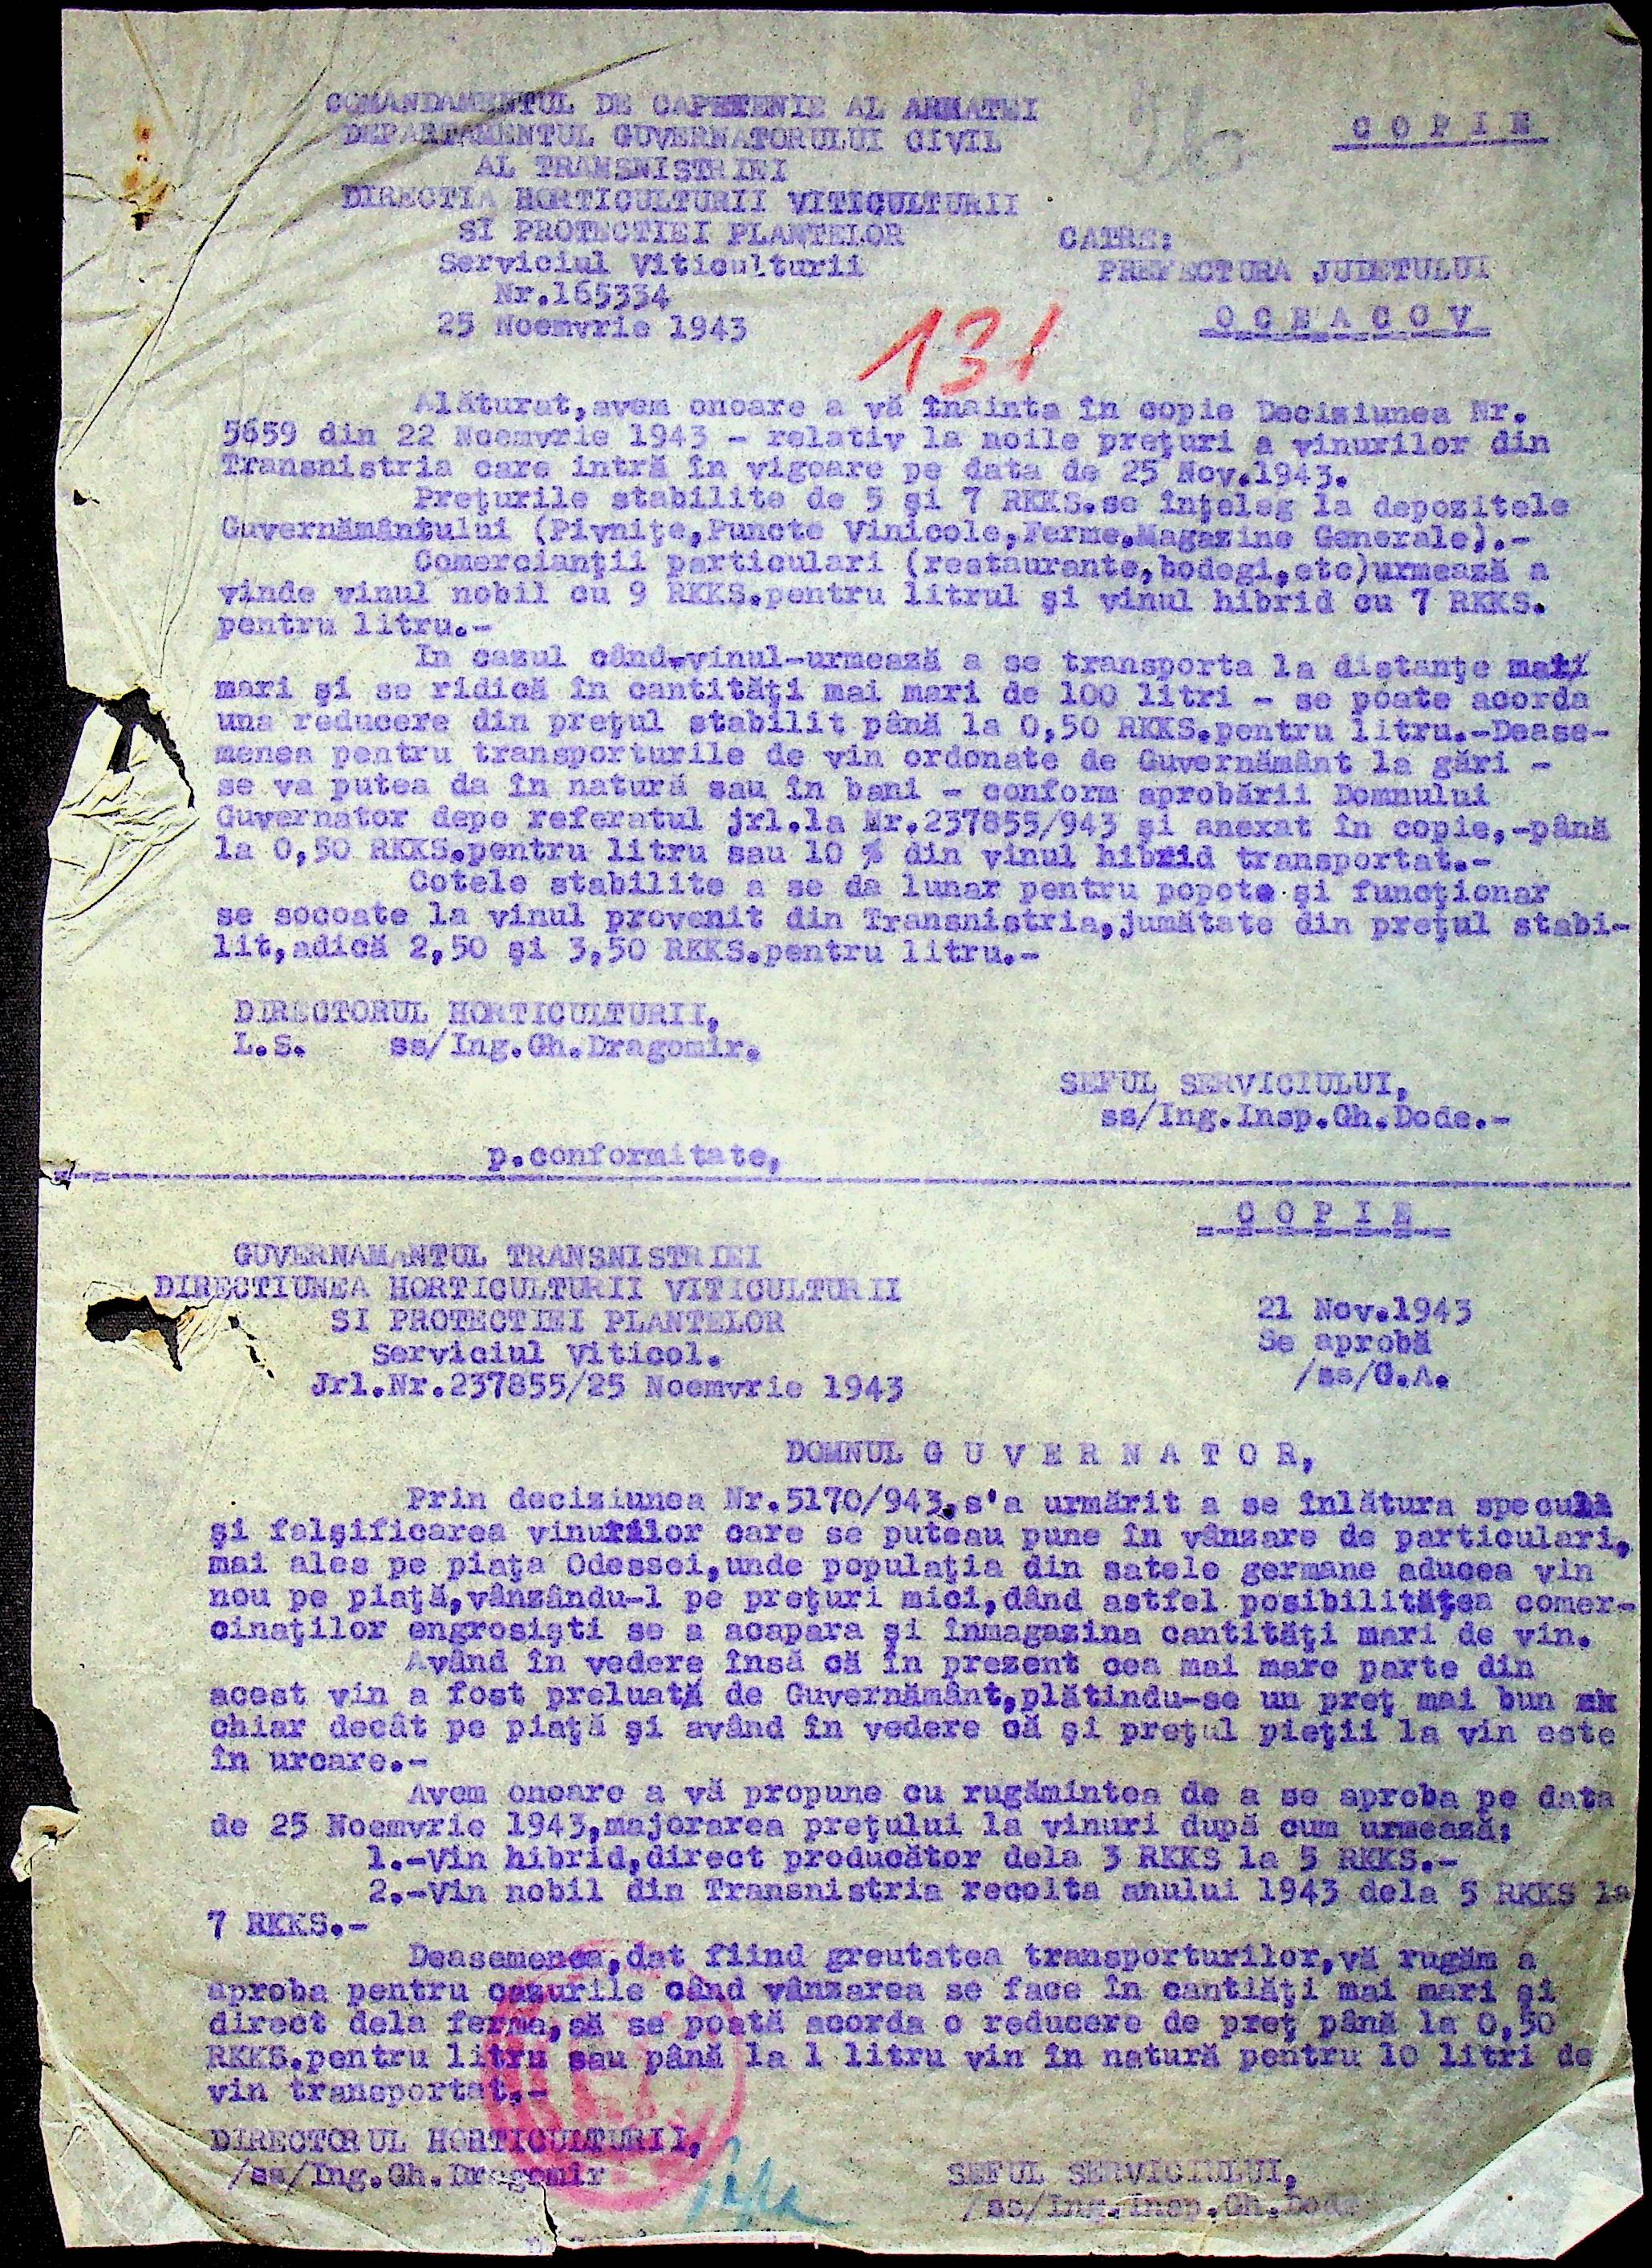 COMANDAMENTUL DE CAPETENIE AL ARMATEI
DEPARTAMENTUL GUVERNATORULUI CIVIL
AL TRANSNISTRIEI
DIRECTIA HORTICULTURII VITICULTURII
SI PROTECTIEI PLANTELOR
Serviciul Viticulturii
Nr.165334
25 Noemvrie 1943
C O P I E
CATRE:
PREFECTURA JUDETULUI
O C E A C O V
131
Alăturat,avem onoare a vă înainta în copie Decisiunea Nr.
5659 din 22 Noemvrie 1943 - relativ la noile preţuri a vinurilor din
Transnistria care intră în vigoare pe data de 25 Nov.1943.
Preţurile stabilite de 5 şi 7 RKKS.se înţeleg la depozitele
Guvernământului (Pivniţe,Puncte Vinicole,Ferme.Magazine Generale).-
Comercianţii particulari (restaurante,bodegi,etc)urmează a
vinde vinul nobil cu 9 RKKS.pentru litrul şi vinul hibrid cu 7 RKKS.
pentru litru.-
In cazul când-vinul-urmează a se transporta la distanţe mai
mari şi se ridică în cantităţi mai mari de 100 litri - se poate acorda
una reducere din preţul stabilit până la 0,50 RKKS.pentru litru.-Dease-
menea pentru transporturile de vin ordonate de Guvernământ la gări -
se va putea da în natură sau în bani - conform aprobării Domnului
Guvernator depe referatul jrl.la Nr.237855/943 şi anexat în copie,-până
la 0,50 RKKS.pentru litru sau 10 % din vinul hibrid transportat.-
Cotele stabilite a se da lunar pentru popote şi funcţionar
se socoate la vinul provenit din Transnistria,jumătate din preţul stabi-
lit,adică 2,50 şi 3,50 RKKS.pentru litru.-
DIRECTORUL HORTICULTURII,
L.S. ss/Ing.Gh.Dragomir.
SEFUL SERVICIULUI,
ss/Ing.Insp.Gh.Dode.-
p.conformitate,
C O P I E
GUVERNAMANTUL TRANSNISTRIEI
DIRECTIUNEA HORTICULTURII VITICULTURII
SI PROTECTIEI PLANTELOR
Serviciul Viticol.
Jrl.Nr.237855/25 Noemvrie 1943
21 Nov.1943
Se aprobă
/ss/G.A.
DOMNUL G U V E R N A T O R,
Prin deciziunea Nr.5170/943,s'a urmărit a se înlătura specula
şi falşificarea vinurilor care se puteau pune în vânzare de particulari,
mai ales pe piaţa Odessei,unde populaţia din satele germane aducea vin
nou pe piaţă,vânzându-l pe preţuri mici,dând astfel posibilităţea comer-
cinaţilor engrosişti se a acapara şi înmagazina cantităţi mari de vin.
Având în vedere însă că în prezent cea mai mare parte din
acest vin a fost preluată de Guvernământ,plătindu-se un preţ mai bun
chiar decât pe piaţă şi având în vedere că şi preţul pieţii la vin este
în urcare.-
Avem onoare a vă propune cu rugămintea de a se aproba pe data
de 25 Noemvrie 1943,majorarea preţului la vinuri după cum urmează:
1.-Vin hibrid,direct producător dela 3 RKKS la 5 RKKS.-
2.-Vin nobil din Transnistria recolta anului 1943 dela 5 RKKS la
7 RKKS.-
Deasemenea,dat fiind greutatea transporturilor,vă rugăm a
aproba pentru cazurile când vânzarea se face în cantiăţi mai mari şi
direct dela ferme,să se poată acorda o reducere de preţ până la 0,50
RKKS.pentru litru sau până la 1 litru vin în natură pentru 10 litri de
vin transportat.-
DIRECTORUL HORTICULTURII,
/ss/Ing.Gh.Dragomir
SEFUL SERVICIULUI,
/ss/Ing.Insp.Gh.Dode